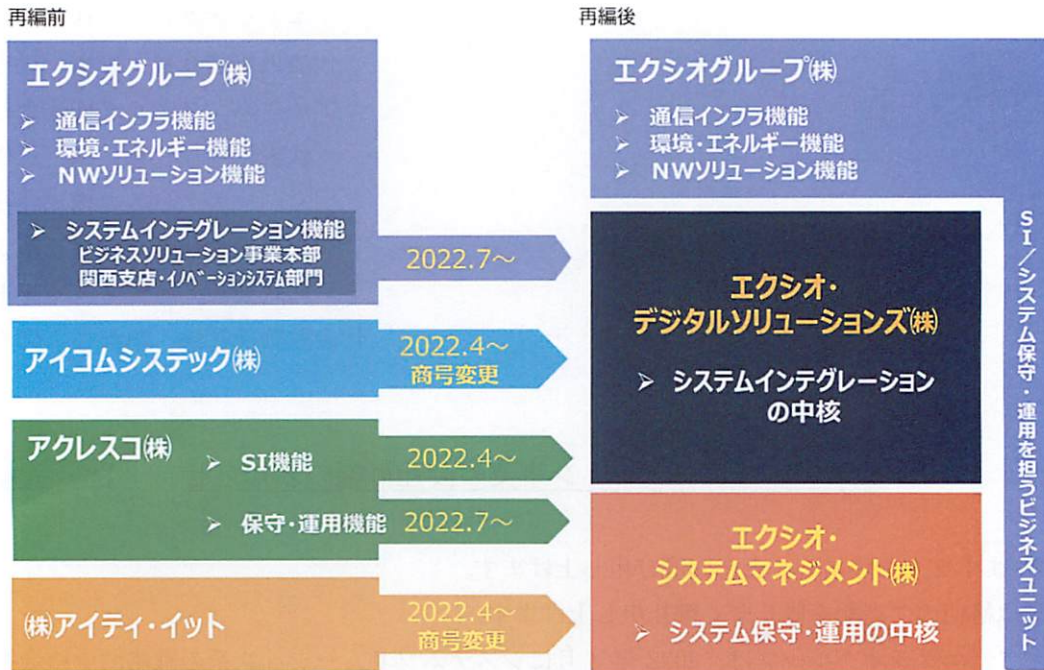 再編前
エクシオグループ㈱
➢ 通信インフラ機能
➢ 環境・エネルギー機能
➢ NWソリューション機能
➢ システムインテグレーション機能
ビジネスソリューション事業本部
関西支店・イノベーションシステム部門
2022.7～
アイコムシステック㈱
2022.4～
商号変更
アクレスコ㈱
➢ SI機能
2022.4～
➢ 保守・運用機能
2022.7～
㈱アイティ・イット
2022.4～
商号変更
再編後
エクシオグループ㈱
➢ 通信インフラ機能
➢ 環境・エネルギー機能
➢ NWソリューション機能
エクシオ・
デジタルソリューションズ㈱
➢ システムインテグレーション
の中核
エクシオ・
システムマネジメント㈱
➢ システム保守・運用の中核
SI／システム保守・運用を担うビジネスユニット